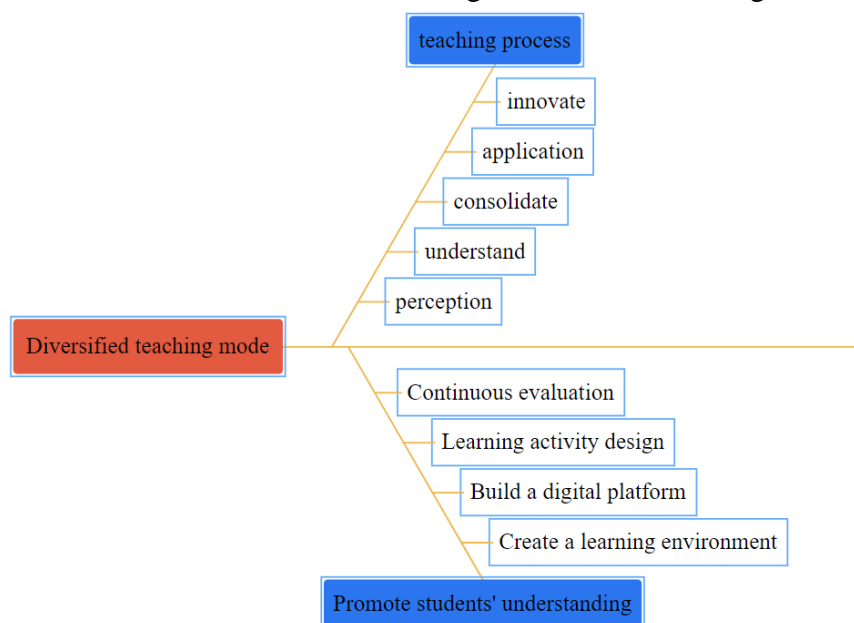 teaching process
innovate
application
consolidate
understand
perception
Diversified teaching mode
Continuous evaluation
Learning activity design
Build a digital platform
Create a learning environment
Promote students' understanding